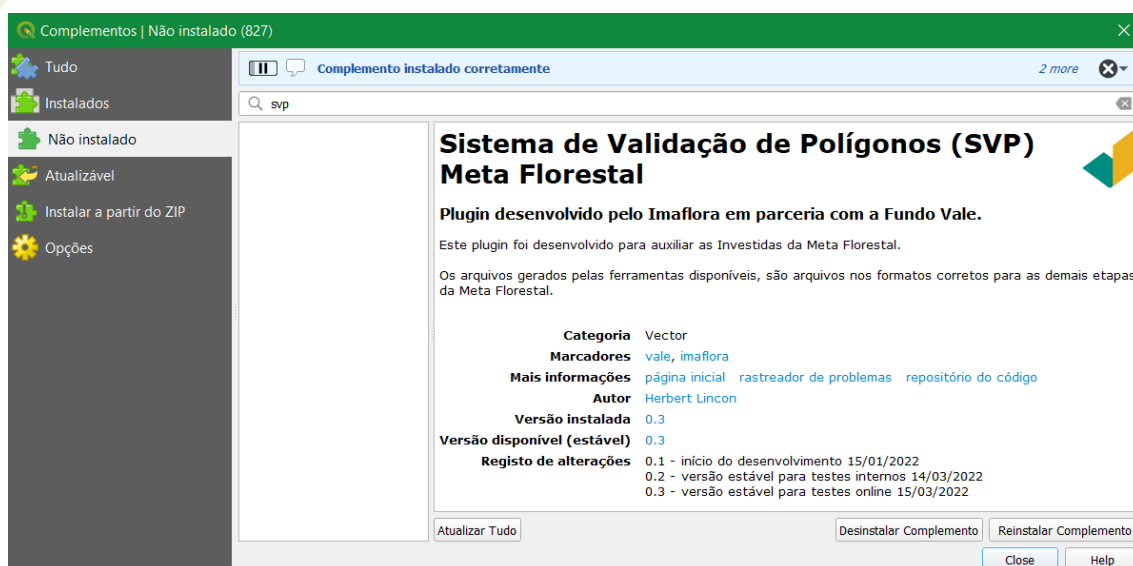 Complementos | Não instalado (827)
Tudo
Instalados
Não instalado
Atualizável
Instalar a partir do ZIP
Opções
Complemento instalado corretamente
2 more
svp
Sistema de Validação de Polígonos (SVP)
Meta Florestal
Plugin desenvolvido pelo Imaflora em parceria com a Fundo Vale.
Este plugin foi desenvolvido para auxiliar as Investidas da Meta Florestal.
Os arquivos gerados pelas ferramentas disponíveis, são arquivos nos formatos corretos para as demais etapas
da Meta Florestal.
Categoria Vector
Marcadores vale, imaflora
Mais informações página inicial rastreador de problemas repositório do código
Autor Herbert Lincon
Versão instalada 0.3
Versão disponível (estável) 0.3
Registo de alterações 0.1 - início do desenvolvimento 15/01/2022
0.2 - versão estável para testes internos 14/03/2022
0.3 - versão estável para testes online 15/03/2022
Atualizar Tudo
Desinstalar Complemento
Reinstalar Complemento
Close
Help